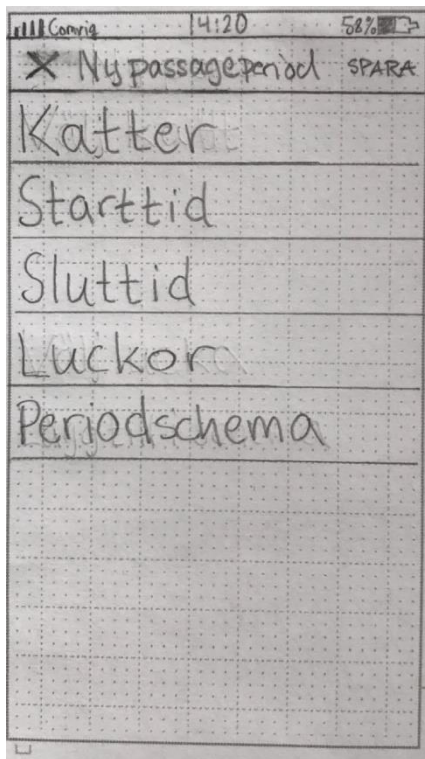 Comviq 14:20 58%
X Ny passageperiod SPARA
Katter
Starttid
Sluttid
Luckor
Periodschema